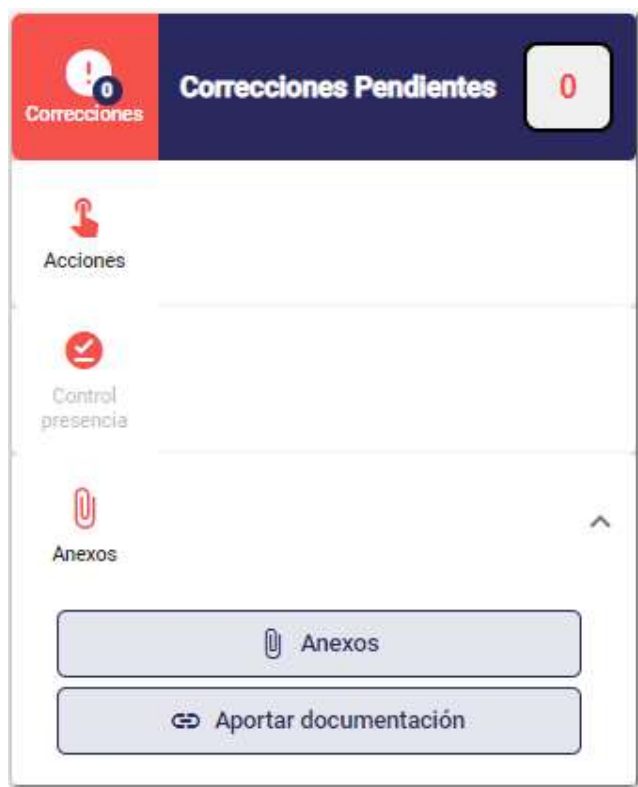 0
Correcciones
Correcciones Pendientes
0
Acciones
Control
presencia
Anexos
Anexos
Aportar documentación